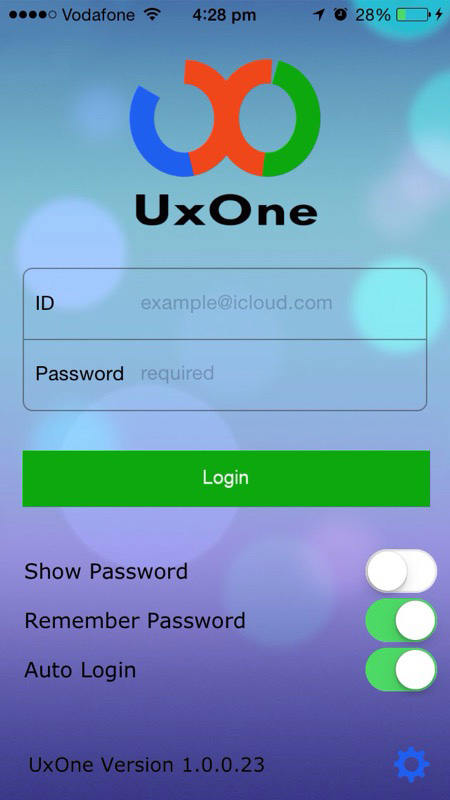 Vodafone 4:28 pm 28%
UxOne
ID example@icloud.com
Password required
Login
Show Password
Remember Password
Auto Login
UxOne Version 1.0.0.23